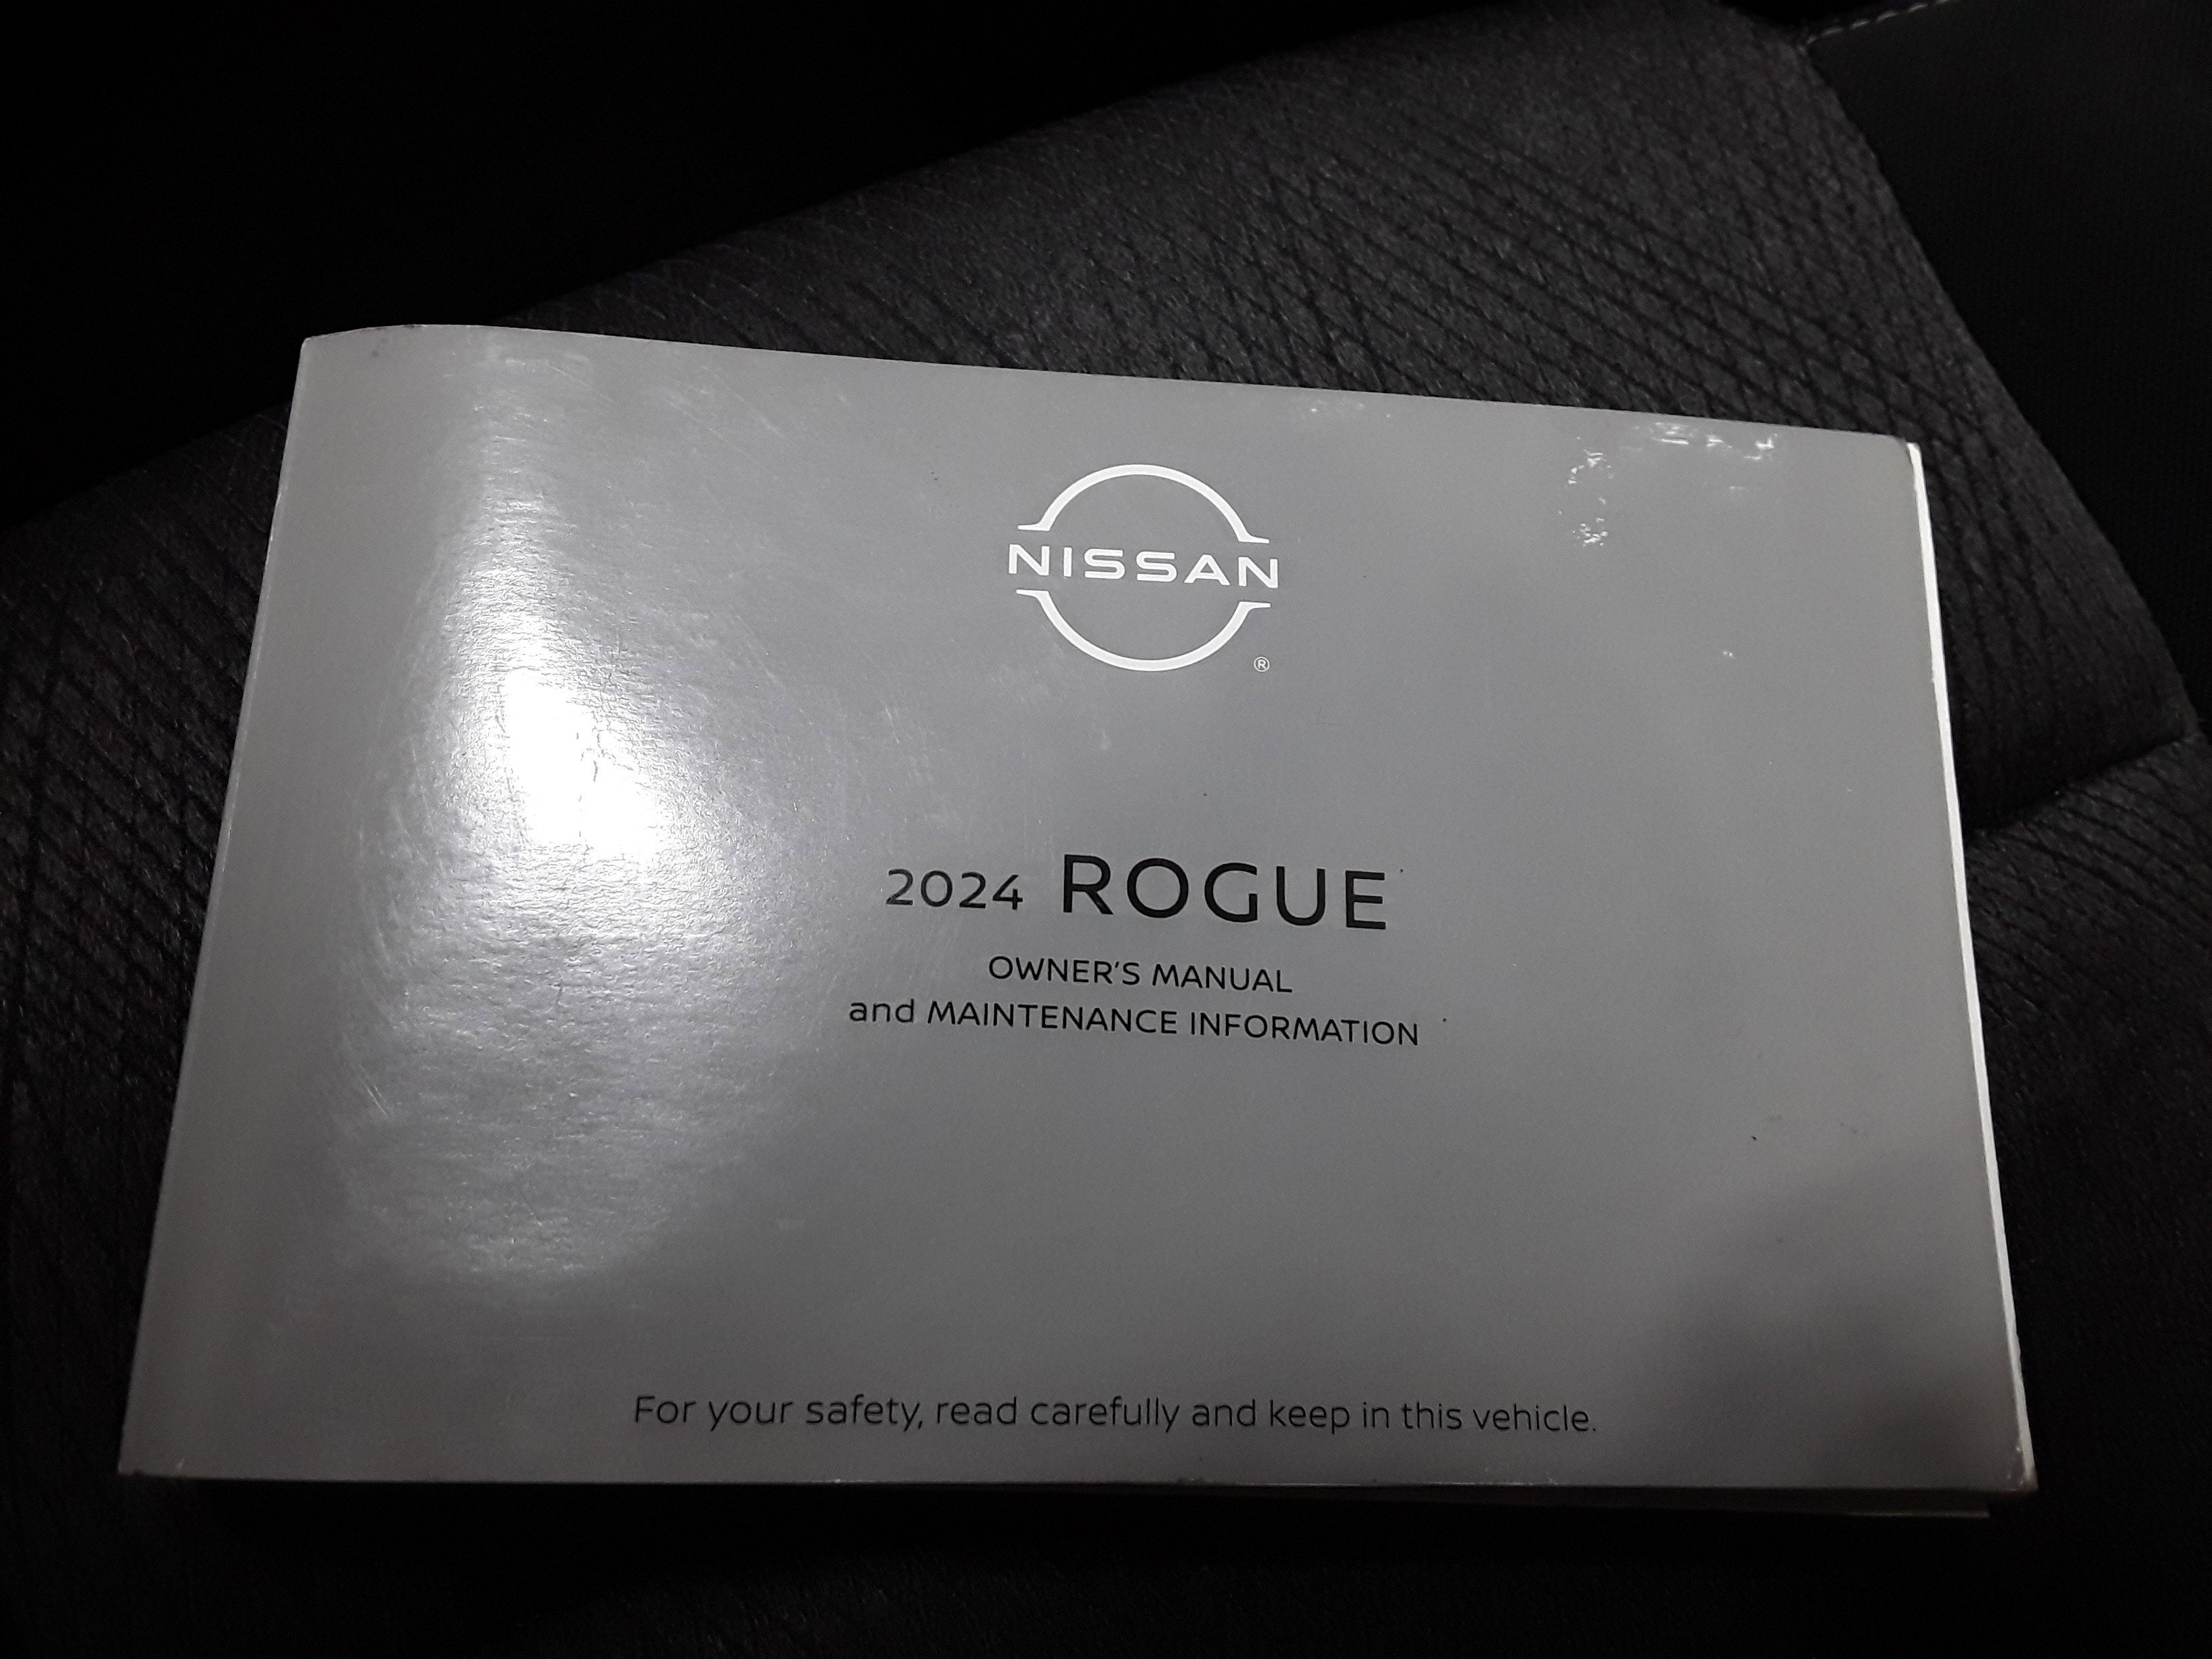 NISSAN
®
2024 ROGUE
OWNER'S MANUAL
and MAINTENANCE INFORMATION
For your safety, read carefully and keep in this vehicle.